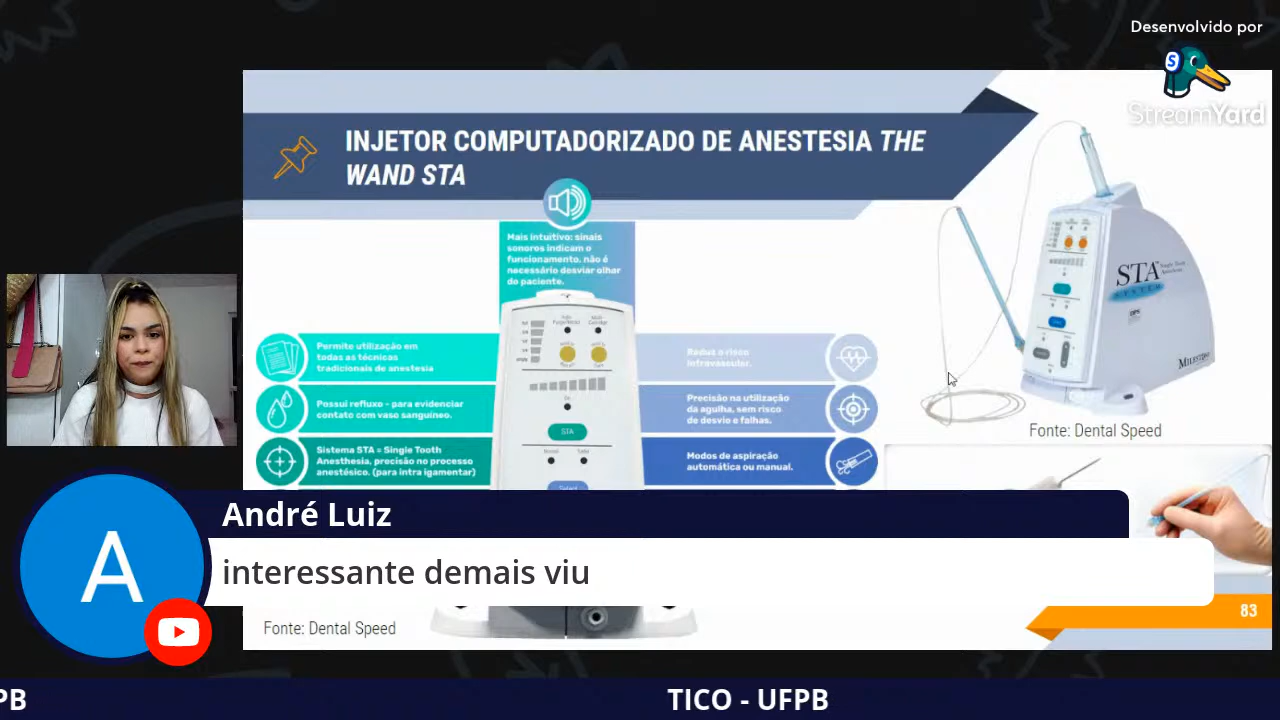 Desenvolvido por
StreamYard
INJETOR COMPUTADORIZADO DE ANESTESIA THE
WAND STA
Mais intuitivo: sinais
sonoros indicam o
funcionamento, não é
necessário desviar olhar
do paciente.
Permite utilização em
todas as técnicas
tradicionais de anestesia
Possui refluxo - para evidenciar
contato com vaso sanguíneo.
Sistema STA = Single Tooth
Anesthesia, precisão no processo
anestésico. (para intra igamentar)
STA
Select
Reduz o risco
intravascular.
Precisão na utilização
da agulha, sem risco
de desvio e falhas.
Modos de aspiração
automática ou manual.
STA
SYSTEM
MILESTONE
Fonte: Dental Speed
André Luiz
A
interessante demais viu
Fonte: Dental Speed
83
PB
TICO - UFPB